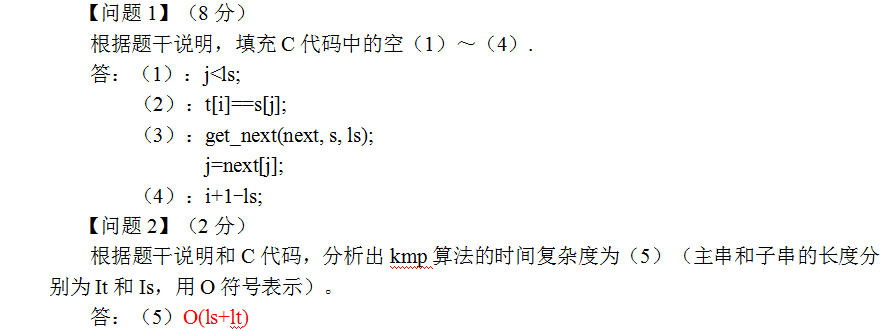 【问题 1】（8 分）
根据题干说明，填充 C 代码中的空（1）～（4）.
答：（1）：j<ls;
（2）：t[i]==s[j];
（3）：get_next(next, s, ls);
j=next[j];
（4）：i+1-ls;
【问题 2】（2 分）
根据题干说明和 C 代码，分析出 kmp 算法的时间复杂度为（5）（主串和子串的长度分
别为 It 和 Is，用 O 符号表示）。
答：（5）O(ls+lt)